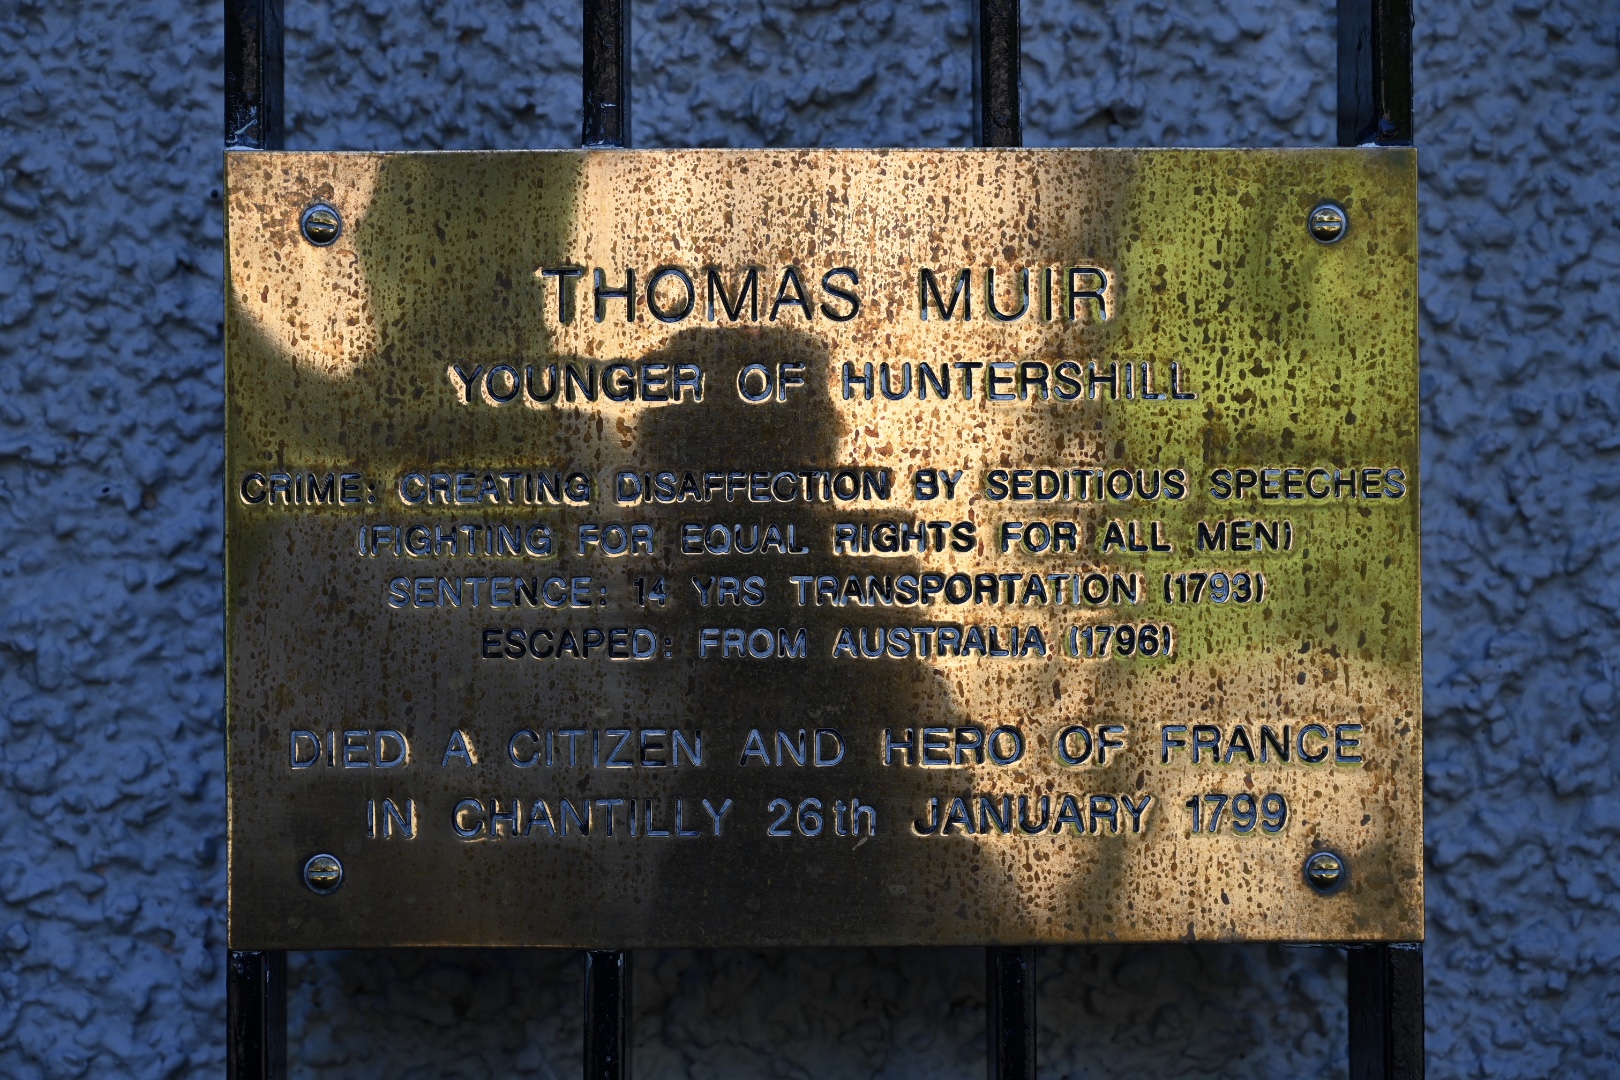 THOMAS MUIR
YOUNGER OF HUNTERSHILL
CRIME: CREATING DISAFFECTION BY SEDITIOUS SPEECHES
(FIGHTING FOR EQUAL RIGHTS FOR ALL MEN)
SENTENCE: 14 YRS TRANSPORTATION (1793)
ESCAPED: FROM AUSTRALIA (1796)
DIED A CITIZEN AND HERO OF FRANCE
IN CHANTILLY 26th JANUARY 1799